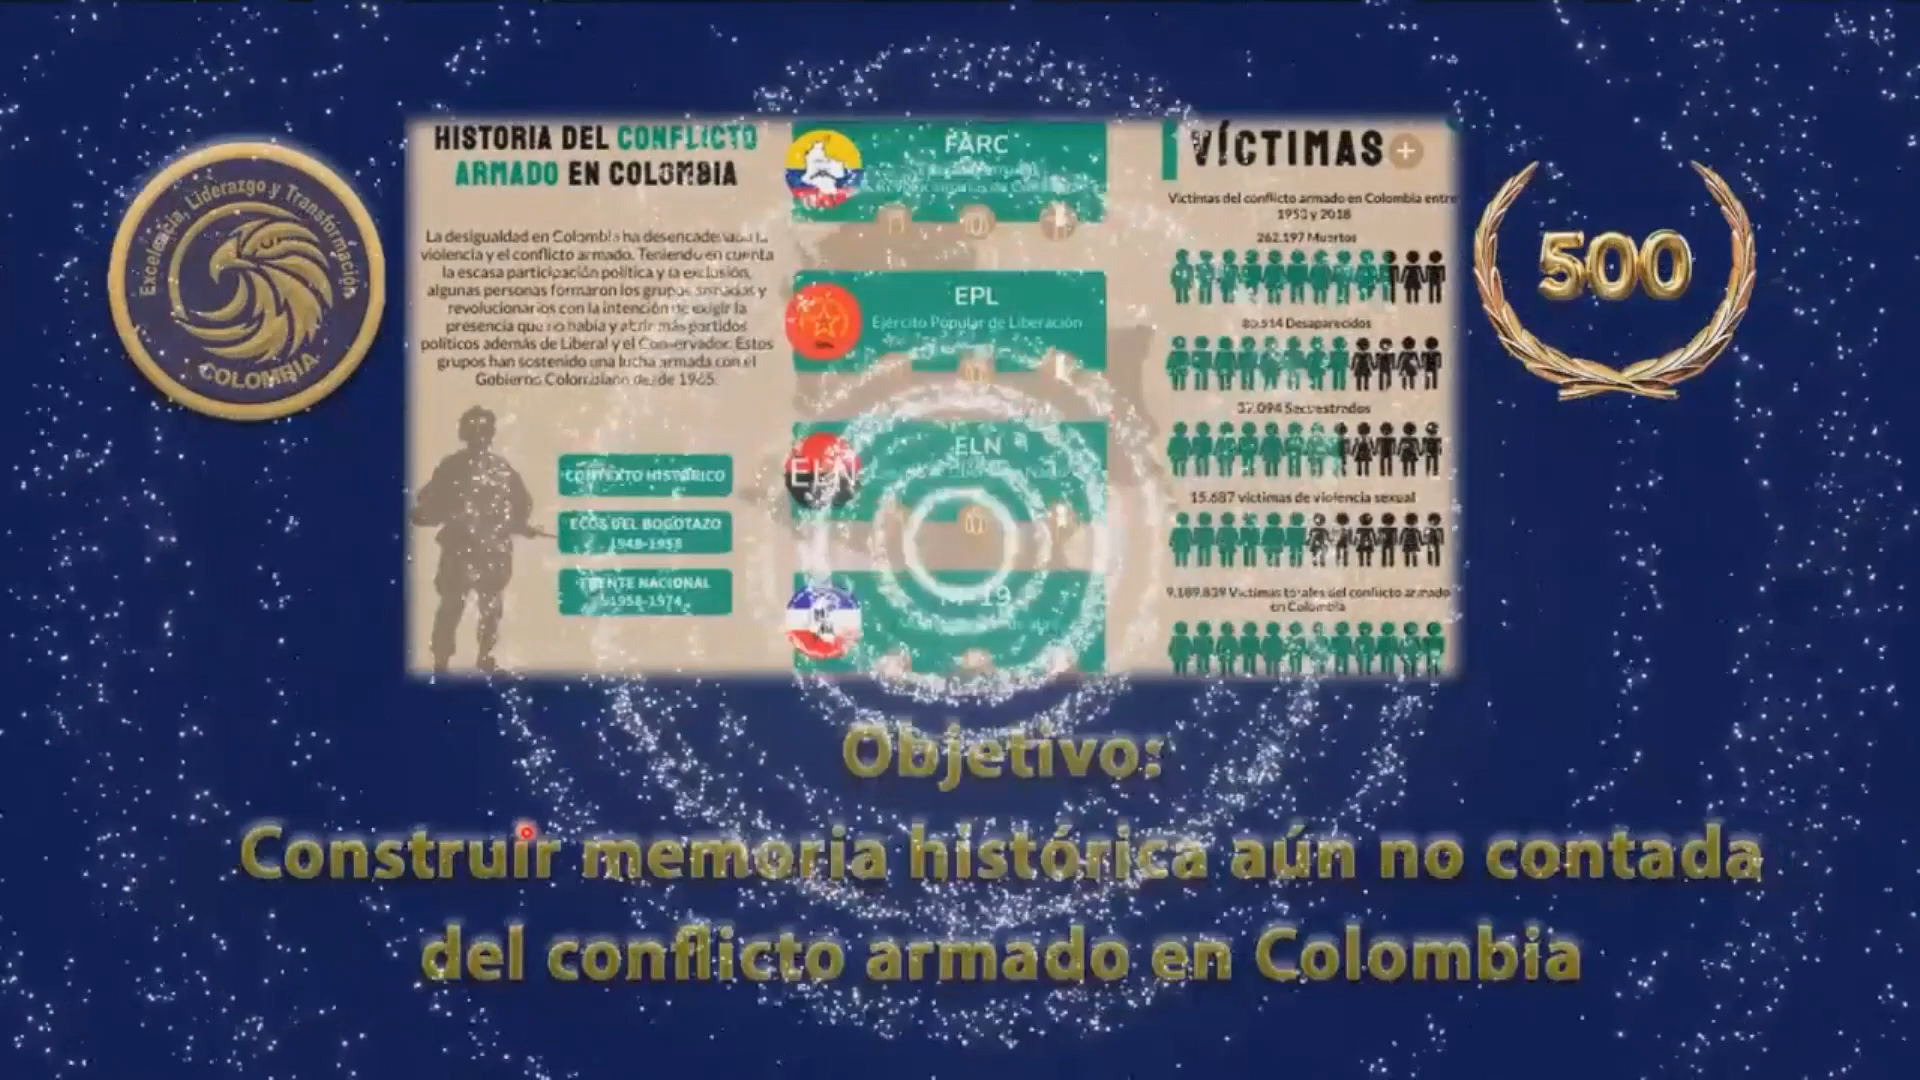 Excelencia, Liderazgo y Transformación
COLOMBIA
HISTORIA DEL CONFLICTO
ARMADO EN COLOMBIA
La desigualdad en Colombia ha desencadenado la
violencia y el conflicto armado. Teniendo en cuenta
la escasa participación política y la exclusión,
algunas personas formaron los grupos armados y
revolucionarios con la intención de exigir la
presencia que no había y abrir más partidos
políticos además de Liberal y el Conservador. Estos
grupos han sostenido una lucha armada con el
Gobierno Colombiano desde 1965.
CONTEXTO HISTÓRICO
ECOS DEL BOGOTAZO
1948-1958
FRENTE NACIONAL
1958-1974
FARC
EPL
Ejército Popular de Liberación
ELN
ELN
M-19
VÍCTIMAS +
Víctimas del conflicto armado en Colombia entre
1953 y 2018
262.197 Muertos
80.514 Desaparecidos
37.094 Secuestrados
15.687 víctimas de violencia sexual
9.189.839 Víctimas totales del conflicto armado
en Colombia
500
Objetivo:
Construir memoria histórica aún no contada
del conflicto armado en Colombia